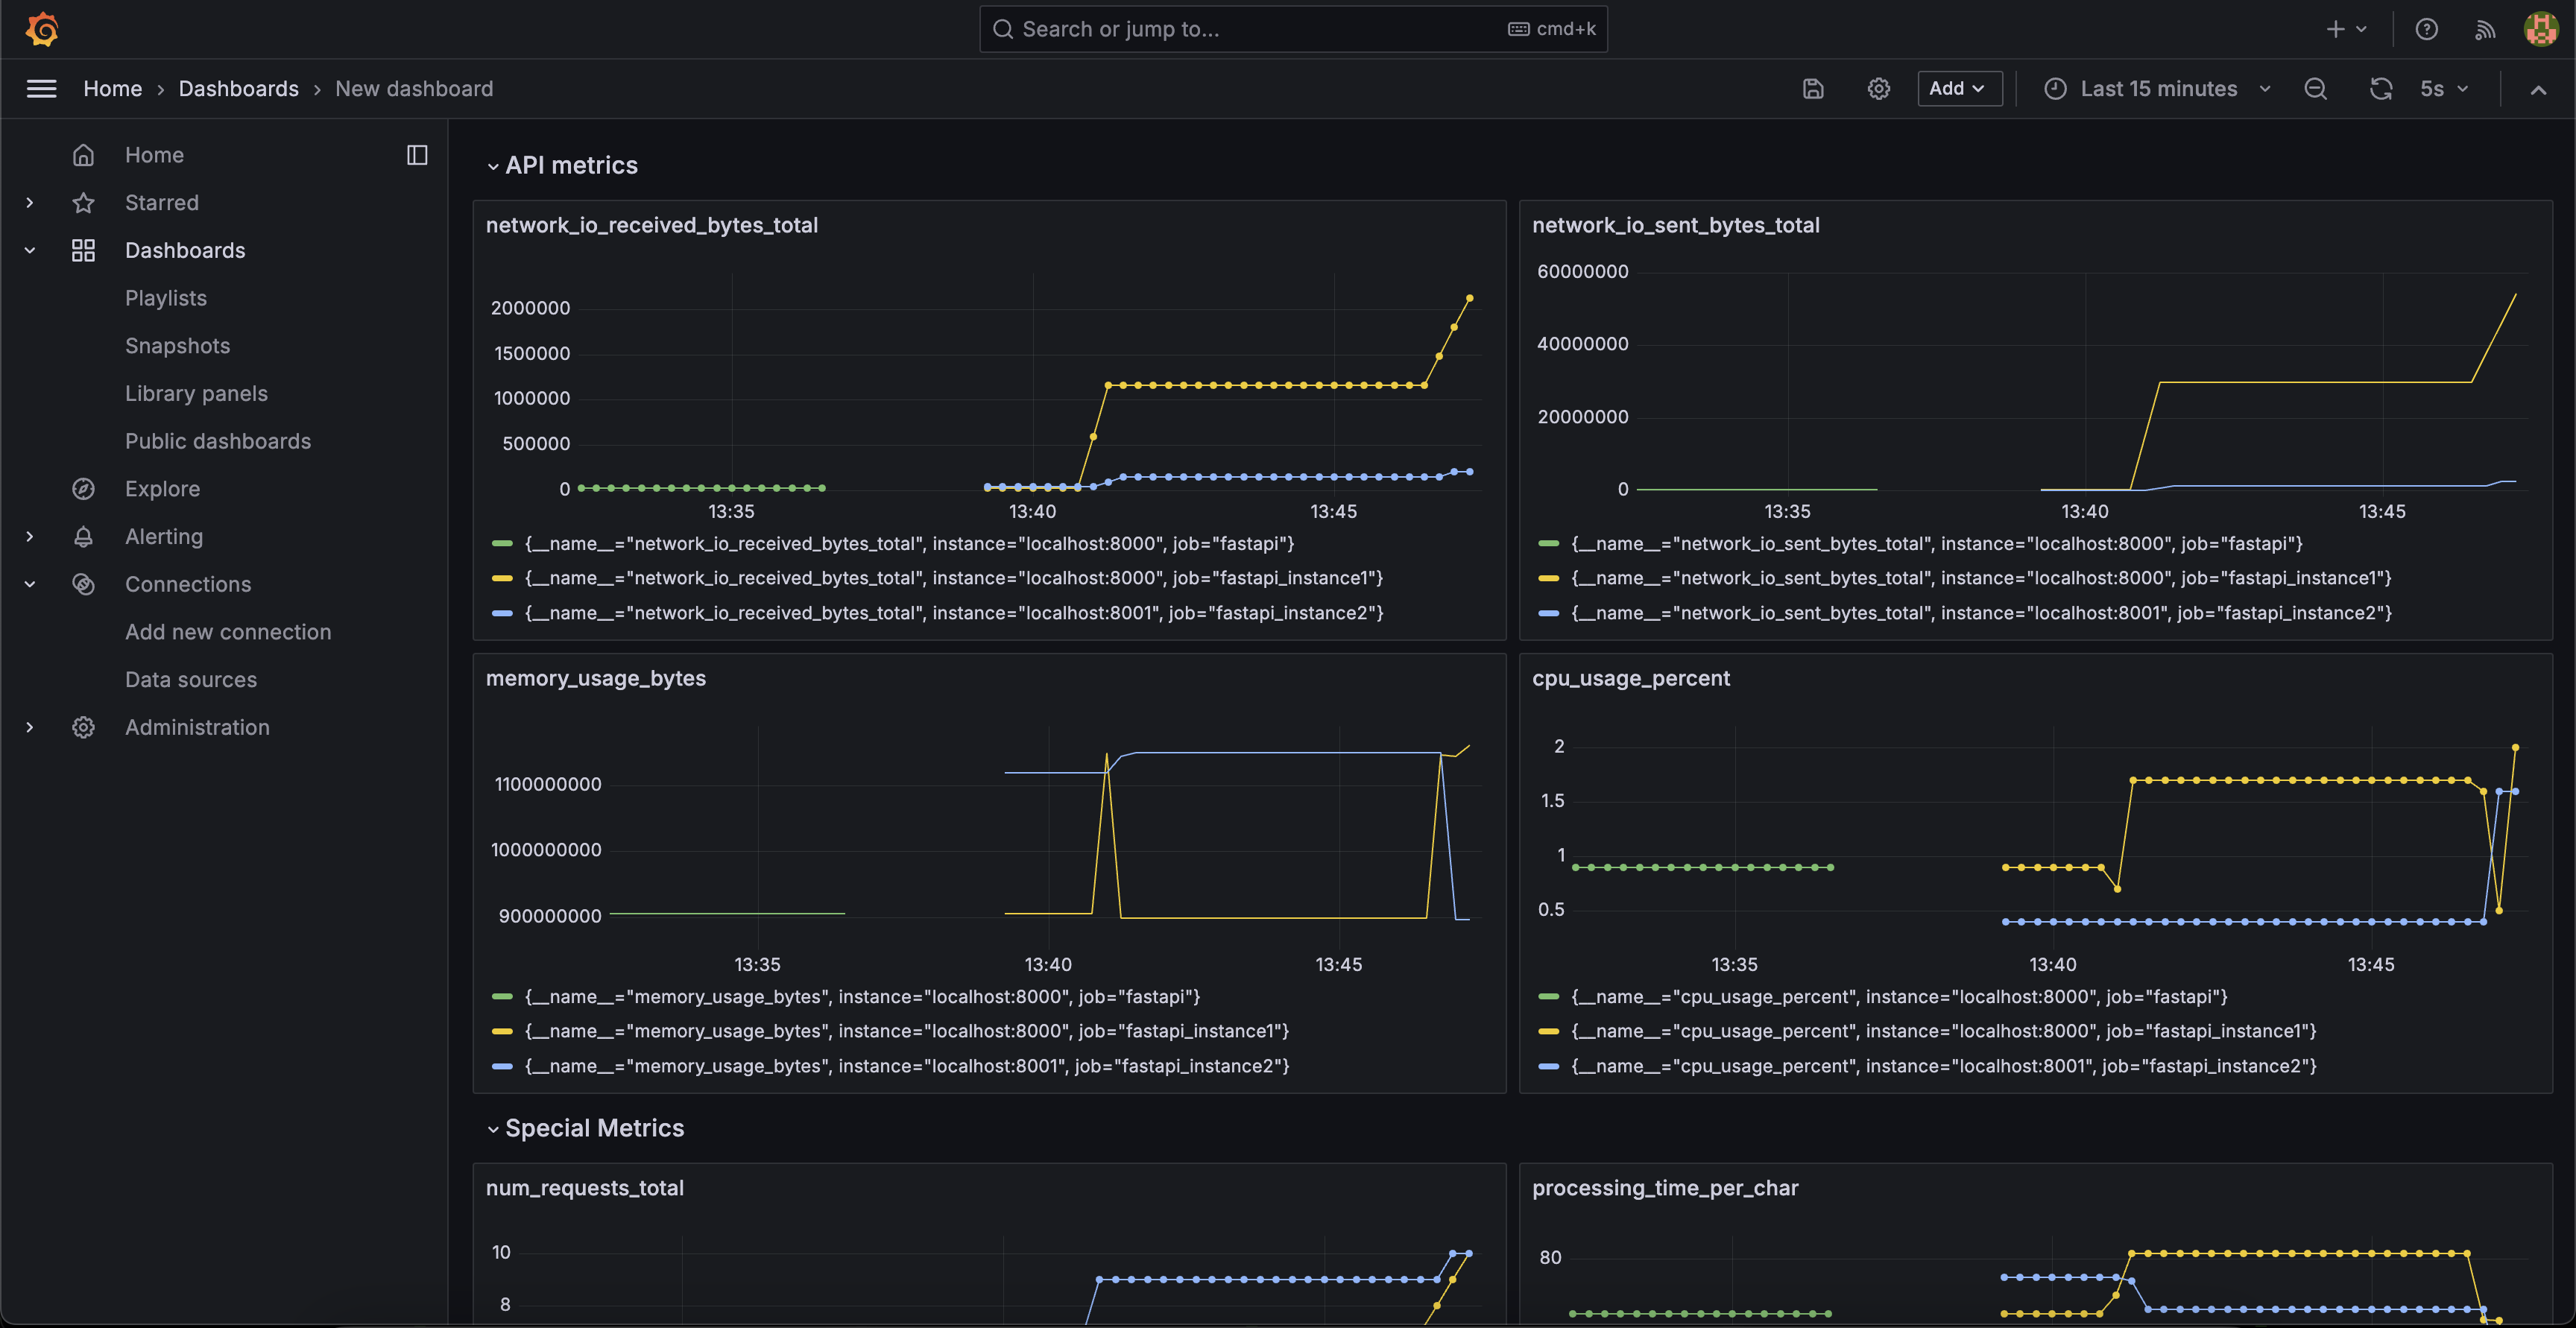 Search or jump to...
cmd+k
Home › Dashboards › New dashboard
Add
Last 15 minutes
5s
Home
Starred
Dashboards
Playlists
Snapshots
Library panels
Public dashboards
Explore
Alerting
Connections
Add new connection
Data sources
Administration
API metrics
network_io_received_bytes_total
2000000
1500000
1000000
500000
0
13:35 13:40 13:45
{__name__="network_io_received_bytes_total", instance="localhost:8000", job="fastapi"}
{__name__="network_io_received_bytes_total", instance="localhost:8000", job="fastapi_instance1"}
{__name__="network_io_received_bytes_total", instance="localhost:8001", job="fastapi_instance2"}
network_io_sent_bytes_total
60000000
40000000
20000000
0
13:35 13:40 13:45
{__name__="network_io_sent_bytes_total", instance="localhost:8000", job="fastapi"}
{__name__="network_io_sent_bytes_total", instance="localhost:8000", job="fastapi_instance1"}
{__name__="network_io_sent_bytes_total", instance="localhost:8001", job="fastapi_instance2"}
memory_usage_bytes
1100000000
1000000000
900000000
13:35 13:40 13:45
{__name__="memory_usage_bytes", instance="localhost:8000", job="fastapi"}
{__name__="memory_usage_bytes", instance="localhost:8000", job="fastapi_instance1"}
{__name__="memory_usage_bytes", instance="localhost:8001", job="fastapi_instance2"}
cpu_usage_percent
2
1.5
1
0.5
13:35 13:40 13:45
{__name__="cpu_usage_percent", instance="localhost:8000", job="fastapi"}
{__name__="cpu_usage_percent", instance="localhost:8000", job="fastapi_instance1"}
{__name__="cpu_usage_percent", instance="localhost:8001", job="fastapi_instance2"}
Special Metrics
num_requests_total
10
8
processing_time_per_char
80